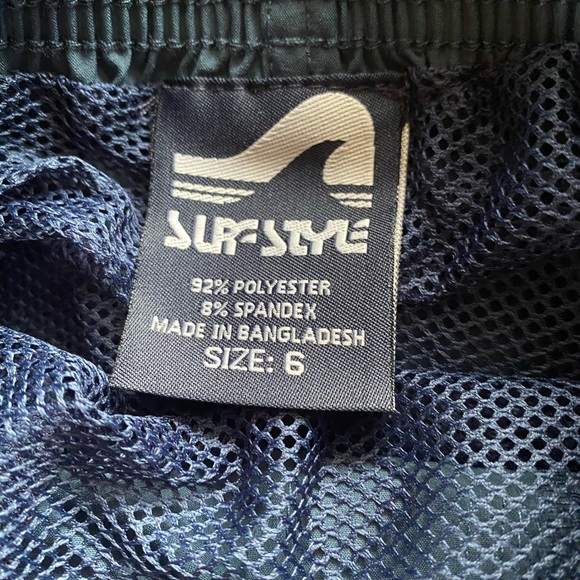 SURF STYLE
92% POLYESTER
8% SPANDEX
MADE IN BANGLADESH
SIZE: 6